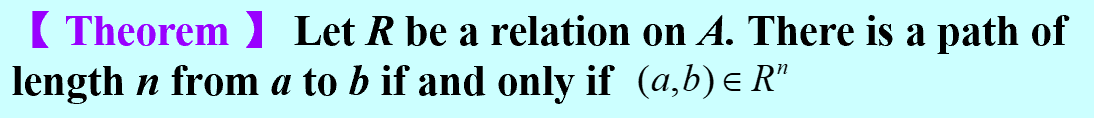 【 Theorem 】 Let R be a relation on A. There is a path of
length n from a to b if and only if (a,b)∈Rⁿ